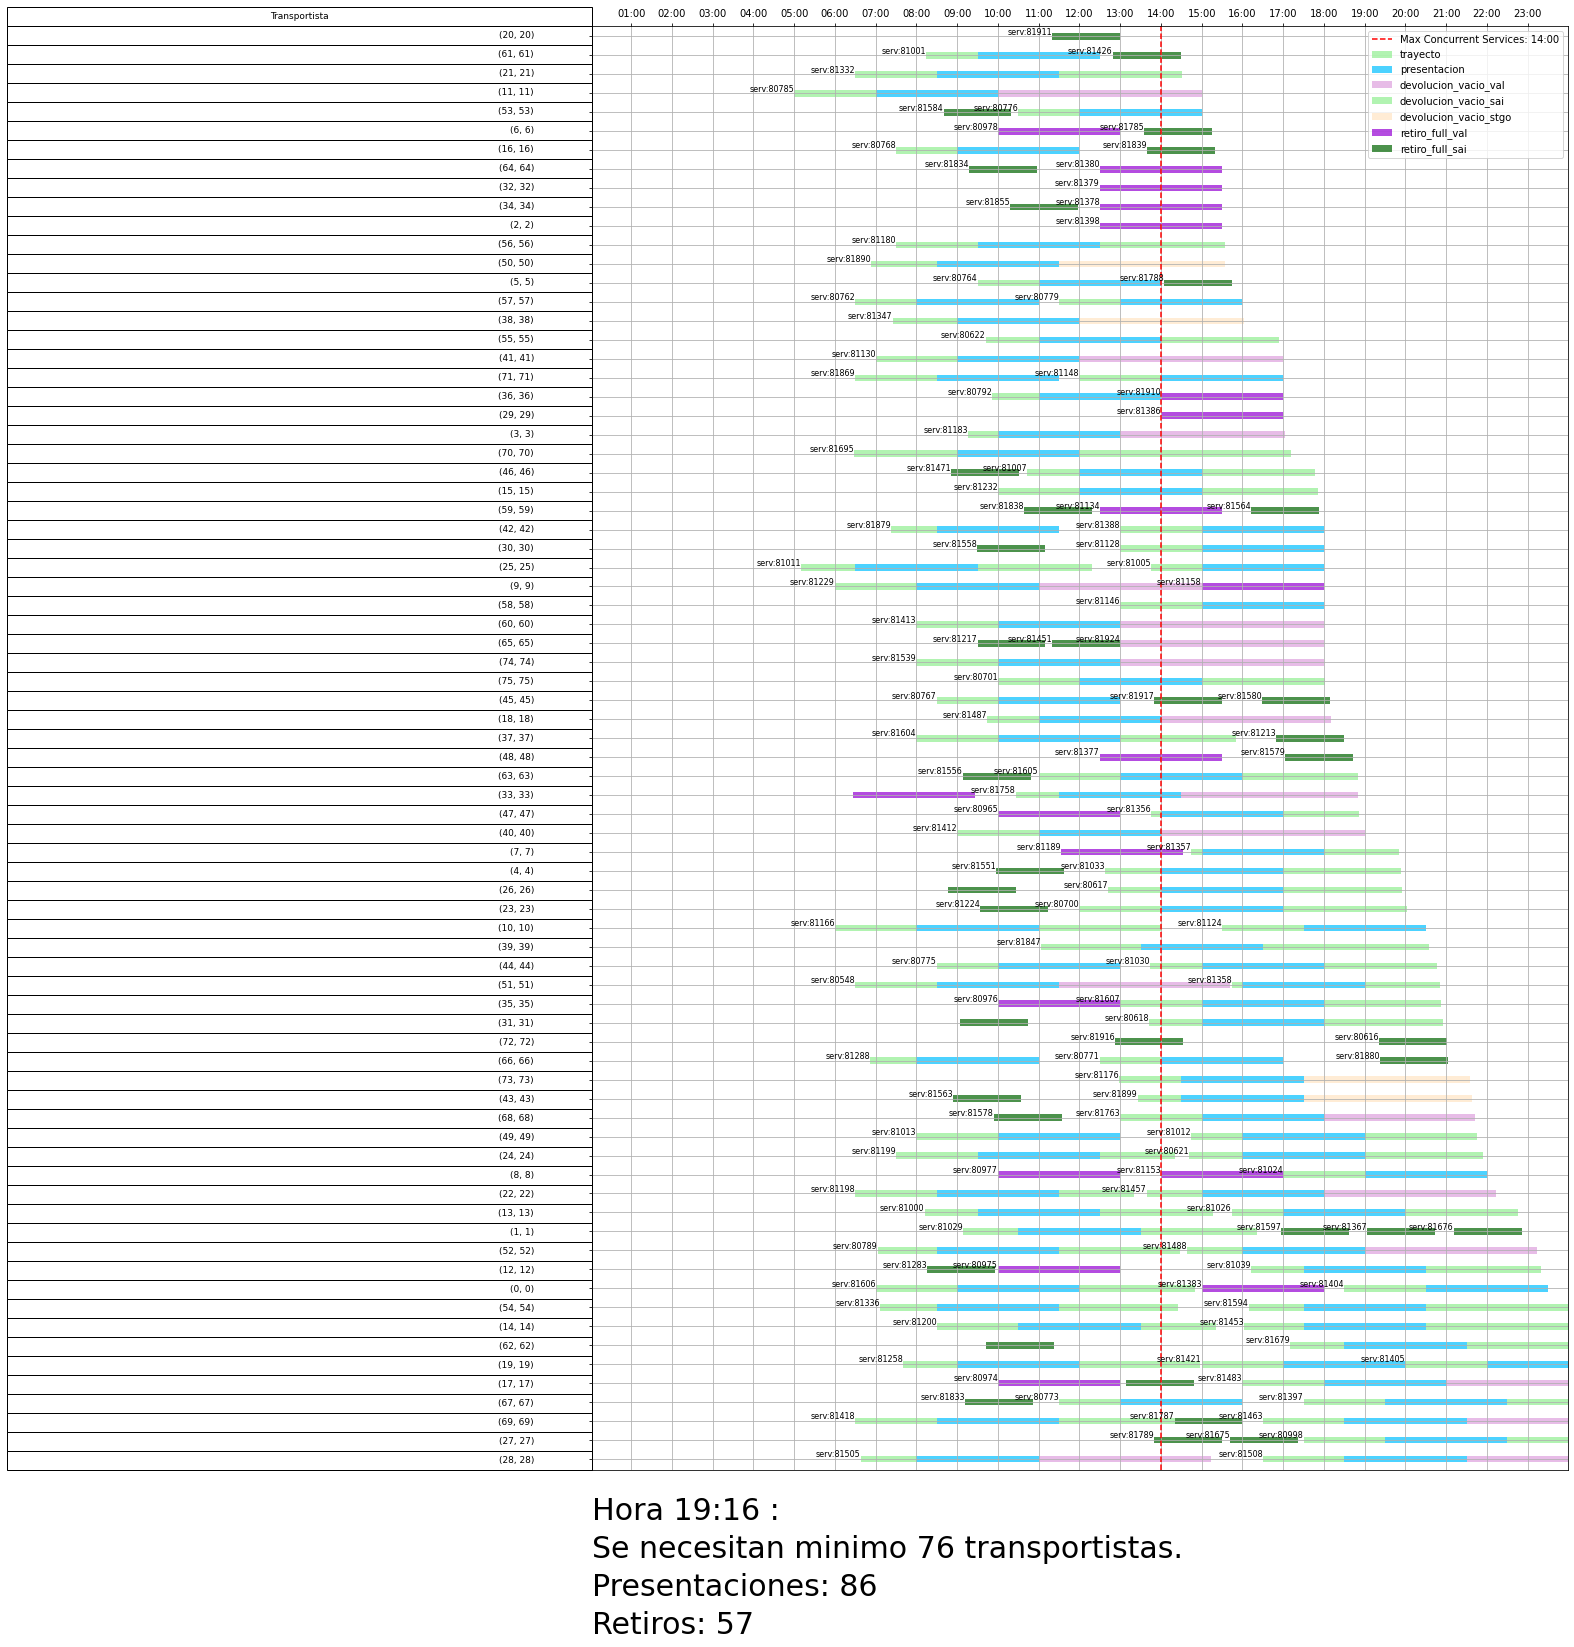 Transportista
01:00 02:00 03:00 04:00 05:00 06:00 07:00 08:00 09:00 10:00 11:00 12:00 13:00 14:00 15:00 16:00 17:00 18:00 19:00 20:00 21:00 22:00 23:00
Max Concurrent Services: 14:00
trayecto
presentacion
devolucion_vacio_val
devolucion_vacio_sai
devolucion_vacio_stgo
retiro_full_val
retiro_full_sai
(20, 20) serv:81911
(61, 61) serv:81001 serv:81426
(21, 21) serv:81332
(11, 11) serv:80785
(53, 53) serv:81584 serv:80776
(6, 6) serv:80978 serv:81785
(16, 16) serv:80768 serv:81839
(64, 64) serv:81834 serv:81380
(32, 32) serv:81379
(34, 34) serv:81855 serv:81378
(2, 2) serv:81398
(56, 56) serv:81180
(50, 50) serv:81890
(5, 5) serv:80764 serv:81788
(57, 57) serv:80762 serv:80779
(38, 38) serv:81347
(55, 55) serv:80622
(41, 41) serv:81130
(71, 71) serv:81869 serv:81148
(36, 36) serv:80792 serv:81910
(29, 29) serv:81386
(3, 3) serv:81183
(70, 70) serv:81695
(46, 46) serv:81471 serv:81007
(15, 15) serv:81232
(59, 59) serv:81838 serv:81134 serv:81564
(42, 42) serv:81879 serv:81388
(30, 30) serv:81558 serv:81128
(25, 25) serv:81011 serv:81005
(9, 9) serv:81229 serv:81158
(58, 58) serv:81146
(60, 60) serv:81413
(65, 65) serv:81217 serv:81451 serv:81924
(74, 74) serv:81539
(75, 75) serv:80701
(45, 45) serv:80767 serv:81917 serv:81580
(18, 18) serv:81487
(37, 37) serv:81604 serv:81213
(48, 48) serv:81377 serv:81579
(63, 63) serv:81556 serv:81605
(33, 33) serv:81758
(47, 47) serv:80965 serv:81356
(40, 40) serv:81412
(7, 7) serv:81189 serv:81357
(4, 4) serv:81551 serv:81033
(26, 26) serv:80617
(23, 23) serv:81224 serv:80700
(10, 10) serv:81166 serv:81124
(39, 39) serv:81847
(44, 44) serv:80775 serv:81030
(51, 51) serv:80548 serv:81358
(35, 35) serv:80976 serv:81607
(31, 31) serv:80618
(72, 72) serv:81916 serv:80616
(66, 66) serv:81288 serv:80771 serv:81880
(73, 73) serv:81176
(43, 43) serv:81563 serv:81899
(68, 68) serv:81578 serv:81763
(49, 49) serv:81013 serv:81012
(24, 24) serv:81199 serv:80621
(8, 8) serv:80977 serv:81153 serv:81024
(22, 22) serv:81198 serv:81457
(13, 13) serv:81000 serv:81026
(1, 1) serv:81029 serv:81597 serv:81367 serv:81676
(52, 52) serv:80789 serv:81488
(12, 12) serv:81283 serv:80975 serv:81039
(0, 0) serv:81606 serv:81383 serv:81404
(54, 54) serv:81336 serv:81594
(14, 14) serv:81200 serv:81453
(62, 62) serv:81679
(19, 19) serv:81258 serv:81421 serv:81405
(17, 17) serv:80974 serv:81483
(67, 67) serv:81833 serv:80773 serv:81397
(69, 69) serv:81418 serv:81787 serv:81463
(27, 27) serv:81789 serv:81675 serv:80998
(28, 28) serv:81505 serv:81508
Hora 19:16 :
Se necesitan minimo 76 transportistas.
Presentaciones: 86
Retiros: 57